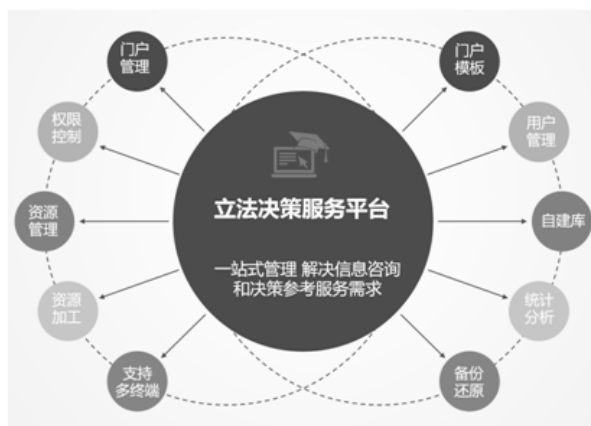 门户
管理
门户
模板
权限
控制
用户
管理
立法决策服务平台
资源
管理
自建库
一站式管理 解决信息咨询
和决策参考服务需求
资源
加工
统计
分析
支持
多终端
备份
还原